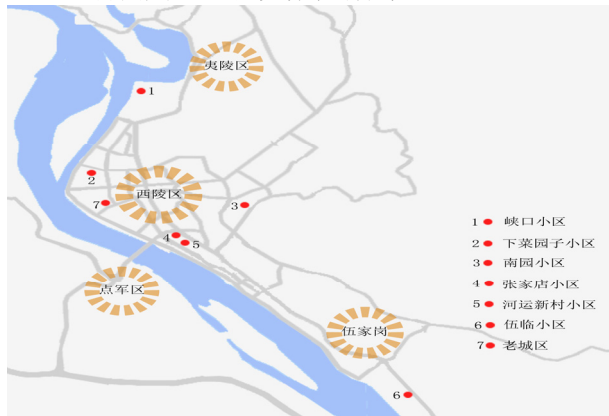 夷陵区
1
2
西陵区
7
3
4
5
点军区
伍家岗
6
1 峡口小区
2 下菜园子小区
3 南园小区
4 张家店小区
5 河运新村小区
6 伍临小区
7 老城区